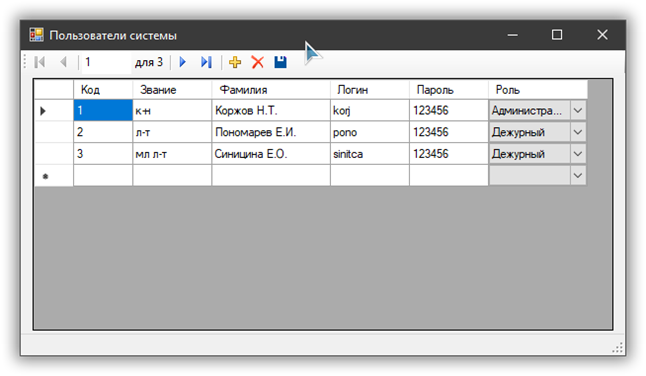 Пользователи системы
1 для 3
Код Звание Фамилия Логин Пароль Роль
1 к-н Коржов Н.Т. korj 123456 Администра...
2 л-т Пономарев Е.И. pono 123456 Дежурный
3 мл л-т Синицина Е.О. sinitca 123456 Дежурный